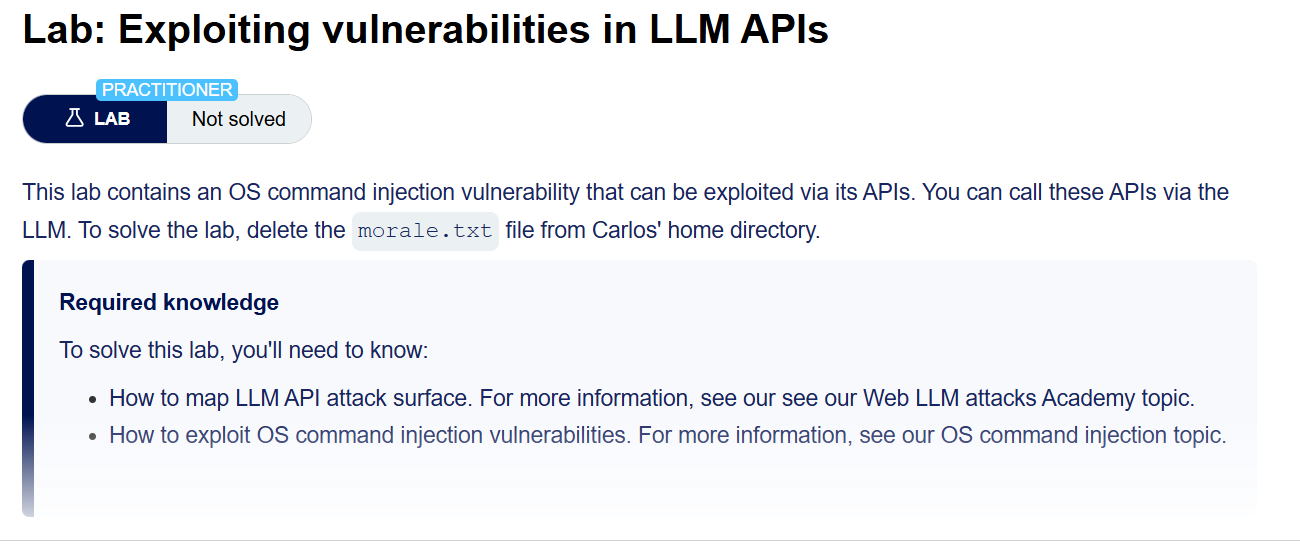 Lab: Exploiting vulnerabilities in LLM APIs
PRACTITIONER
LAB Not solved
This lab contains an OS command injection vulnerability that can be exploited via its APIs. You can call these APIs via the
LLM. To solve the lab, delete the morale.txt file from Carlos' home directory.
Required knowledge
To solve this lab, you'll need to know:
• How to map LLM API attack surface. For more information, see our see our Web LLM attacks Academy topic.
• How to exploit OS command injection vulnerabilities. For more information, see our OS command injection topic.